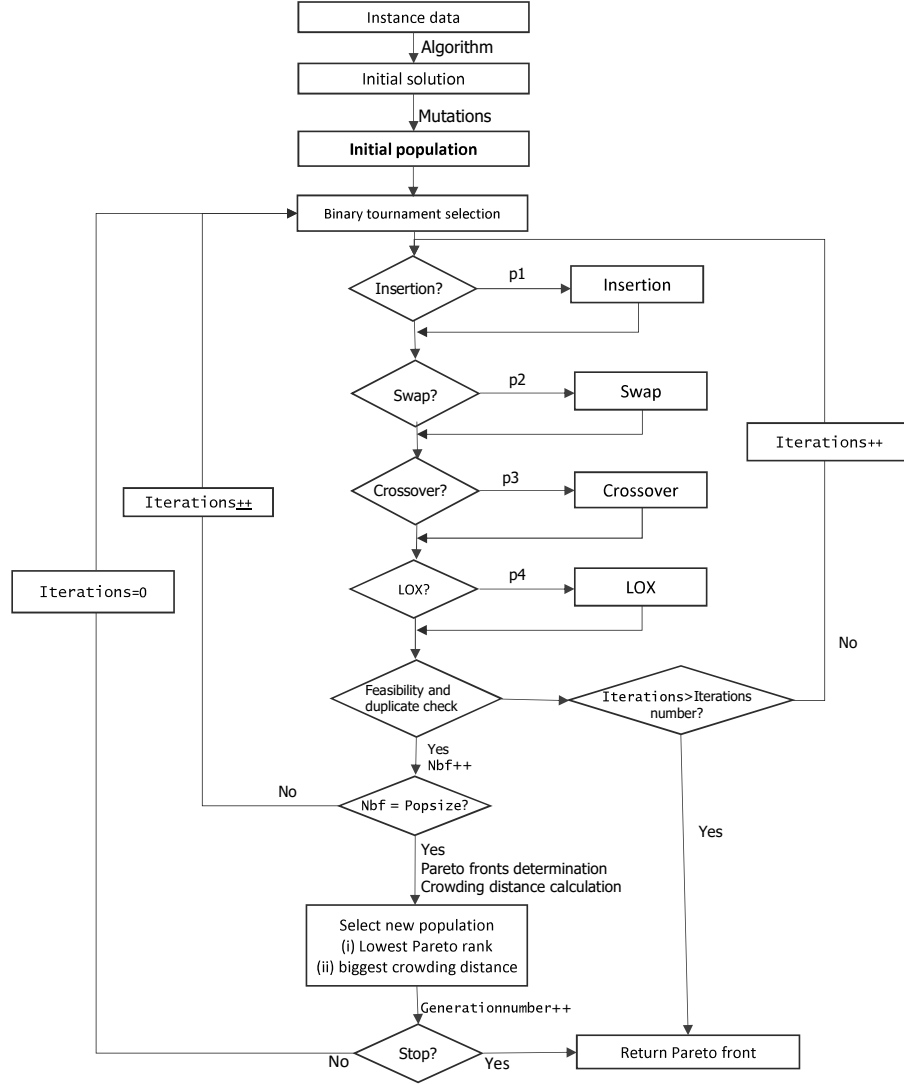 Instance data
Algorithm
Initial solution
Mutations
Initial population
Binary tournament selection
Insertion?
p1
Insertion
Swap?
p2
Swap
Iterations++
Crossover?
p3
Crossover
Iterations++
Iterations=0
LOX?
p4
LOX
No
Feasibility and
duplicate check
Iterations>Iterations
number?
Yes
Nbf++
No
Nbf = Popsize?
Yes
Yes
Pareto fronts determination
Crowding distance calculation
Select new population
(i) Lowest Pareto rank
(ii) biggest crowding distance
Generationnumber++
No
Stop?
Yes
Return Pareto front